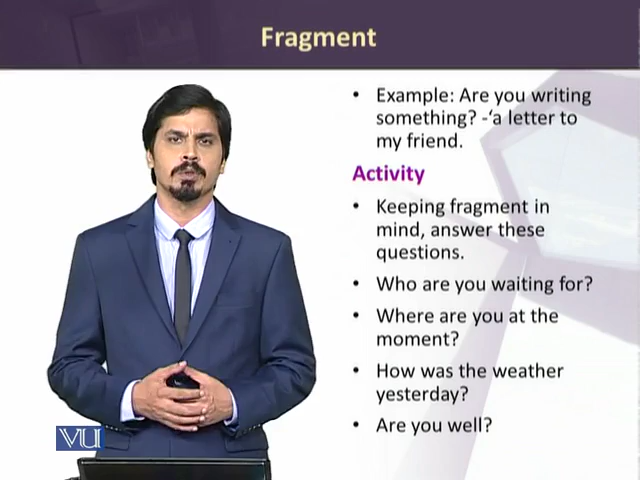 Fragment
• Example: Are you writing
something? -‘a letter to
my friend.
Activity
• Keeping fragment in
mind, answer these
questions.
• Who are you waiting for?
• Where are you at the
moment?
• How was the weather
yesterday?
• Are you well?
VU